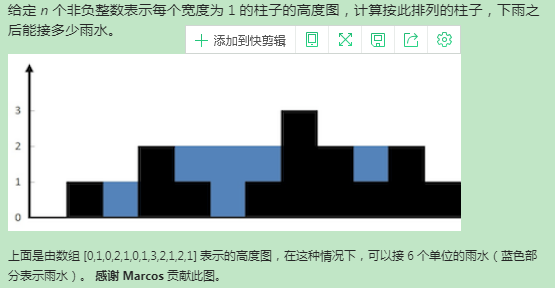 给定 n 个非负整数表示每个宽度为 1 的柱子的高度图，计算按此排列的柱子，下雨之
后能接多少雨水。
添加到快剪辑
3
2
1
0
上面是由数组 [0,1,0,2,1,0,1,3,2,1,2,1] 表示的高度图，在这种情况下，可以接 6 个单位的雨水（蓝色部
分表示雨水）。 感谢 Marcos 贡献此图。